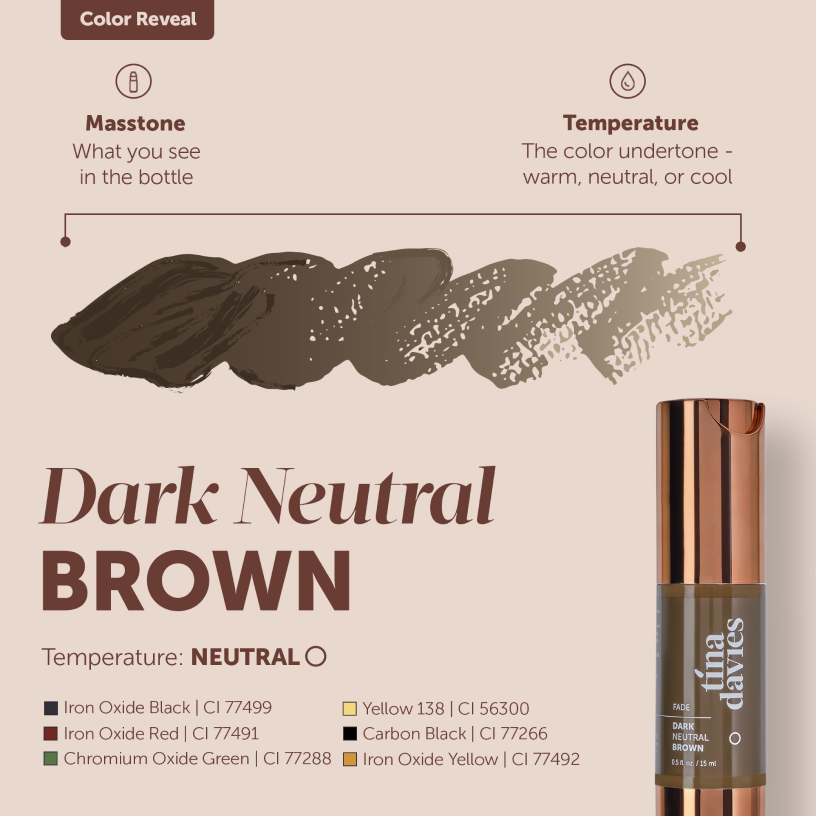 Color Reveal
Masstone
What you see
in the bottle
Temperature
The color undertone -
warm, neutral, or cool
Dark Neutral
BROWN
Temperature: NEUTRAL
Iron Oxide Black | CI 77499
Iron Oxide Red | CI 77491
Chromium Oxide Green | CI 77288
Yellow 138 | CI 56300
Carbon Black | CI 77266
Iron Oxide Yellow | CI 77492
tina
davies
FADE
DARK
NEUTRAL
BROWN
0.5 fl. oz. / 15 ml